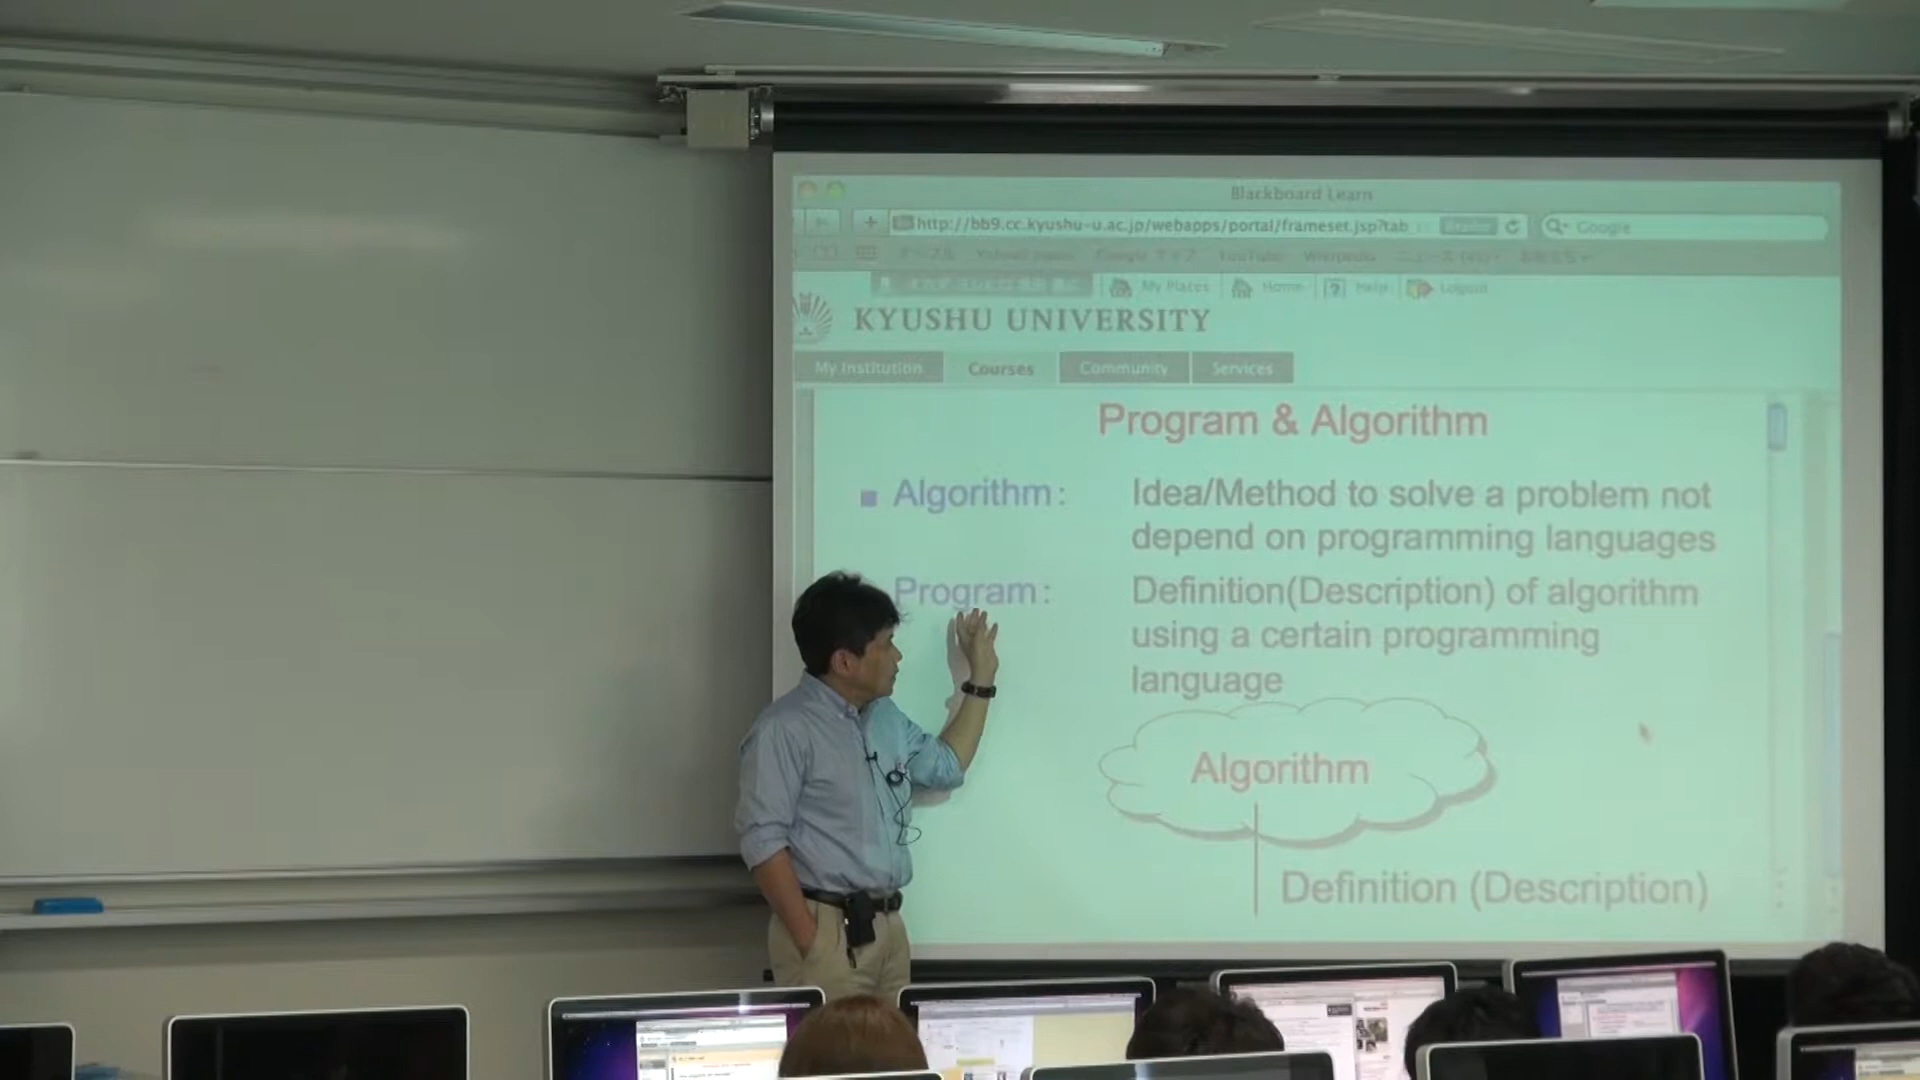 Blackboard Learn
http://bb9.cc.kyushu-u.ac.jp/webapps/portal/frameset.jsp?tab
Reader
Google
YouTube Wikipedia
My Places Home Help Logout
KYUSHU UNIVERSITY
My Institution Courses Community Services
Program & Algorithm
Algorithm: Idea/Method to solve a problem not
depend on programming languages
Program: Definition(Description) of algorithm
using a certain programming
language
Algorithm
Definition (Description)